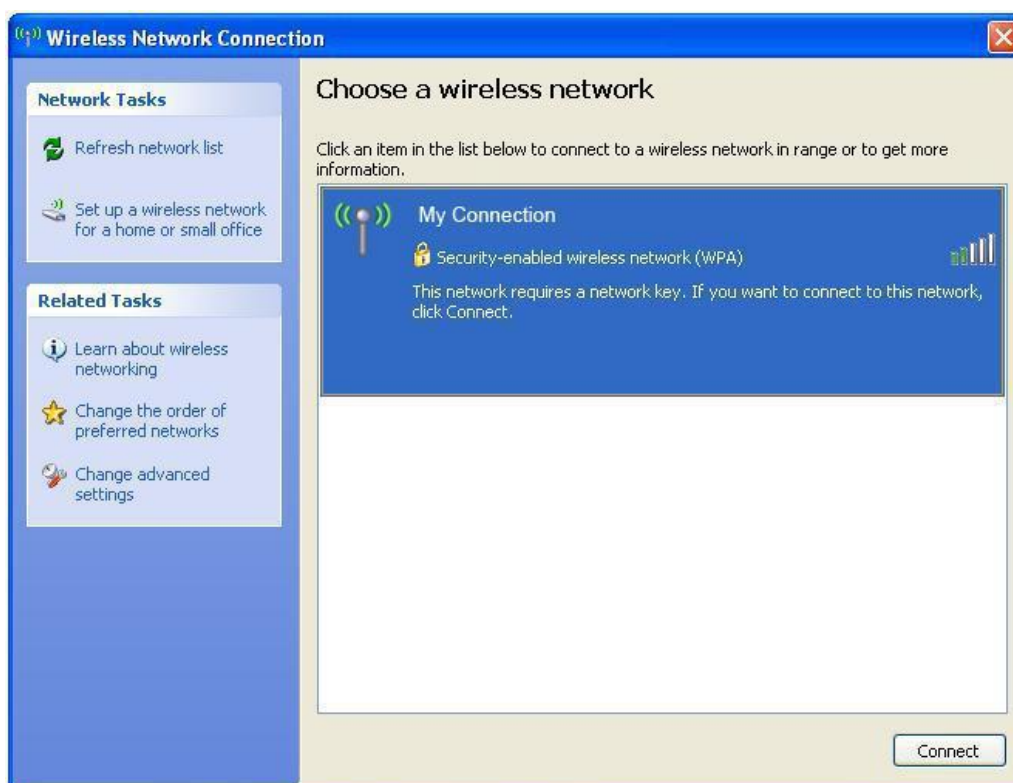 Wireless Network Connection
Network Tasks
Refresh network list
Set up a wireless network
for a home or small office
Related Tasks
Learn about wireless
networking
Change the order of
preferred networks
Change advanced
settings
Choose a wireless network
Click an item in the list below to connect to a wireless network in range or to get more
information.
My Connection
Security-enabled wireless network (WPA)
This network requires a network key. If you want to connect to this network,
click Connect.
Connect